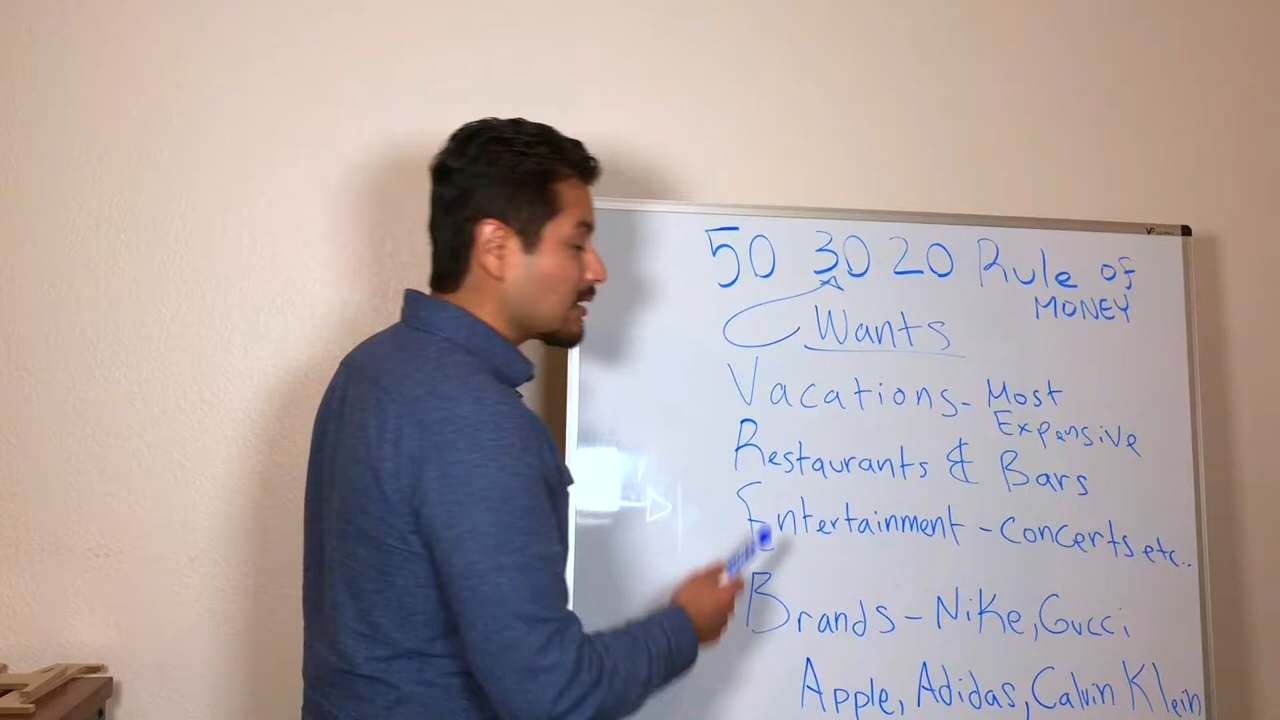 50 30 20 Rule of
MONEY
Wants
Vacations - Most
Expensive
Restaurants & Bars
Entertainment - Concerts etc..
Brands - Nike, Gucci
Apple, Adidas, Calvin Klein